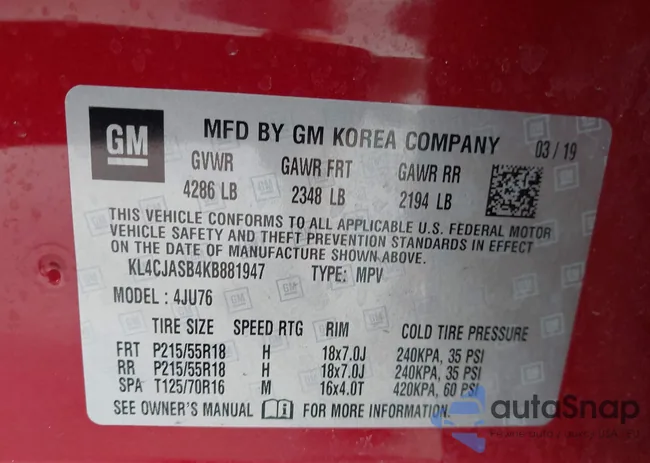 GM
MFD BY GM KOREA COMPANY 03/19
GVWR GAWR FRT GAWR RR
4286 LB 2348 LB 2194 LB
THIS VEHICLE CONFORMS TO ALL APPLICABLE U.S. FEDERAL MOTOR
VEHICLE SAFETY AND THEFT PREVENTION STANDARDS IN EFFECT
ON THE DATE OF MANUFACTURE SHOWN ABOVE.
KL4CJASB4KB881947 TYPE: MPV
MODEL: 4JU76
TIRE SIZE SPEED RTG RIM COLD TIRE PRESSURE
FRT P215/55R18 H 18x7.0J 240KPA, 35 PSI
RR P215/55R18 H 18x7.0J 240KPA, 35 PSI
SPA T125/70R16 M 16x4.0T 420KPA, 60 PSI
SEE OWNER'S MANUAL FOR MORE INFORMATION.
autoSnap